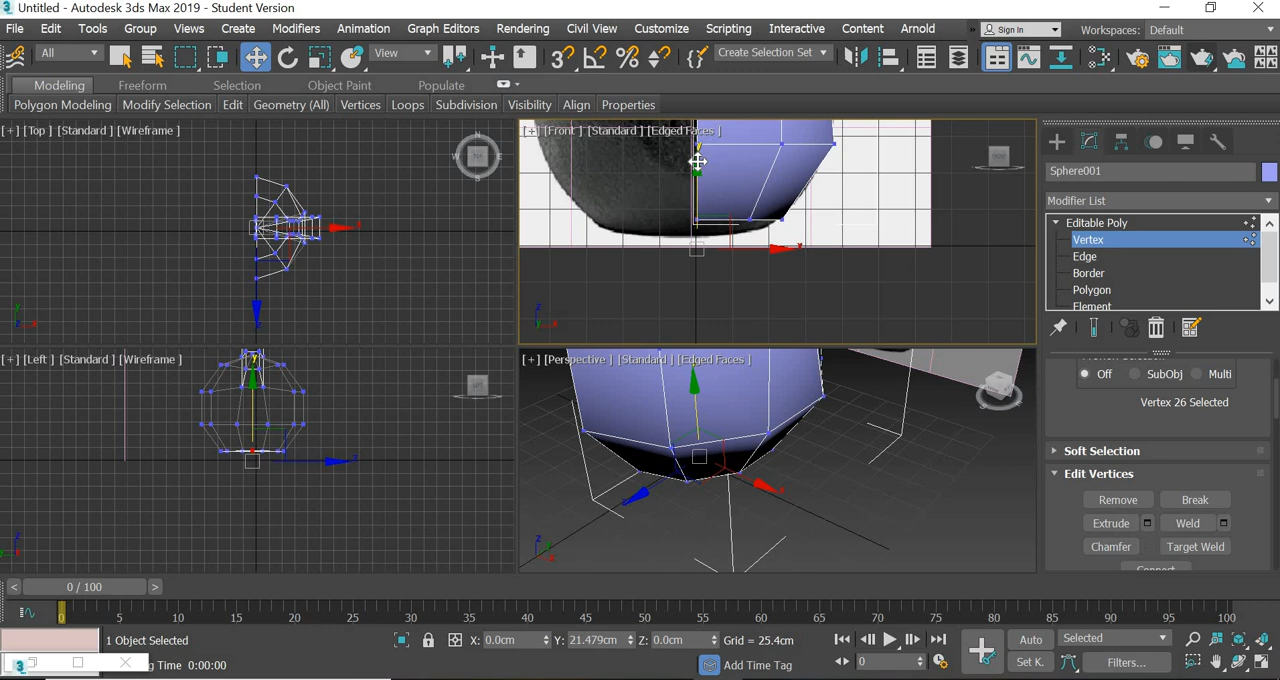 Untitled - Autodesk 3ds Max 2019 - Student Version
File Edit Tools Group Views Create Modifiers Animation Graph Editors Rendering Civil View Customize Scripting Interactive Content Arnold » Sign In Workspaces: Default
All View Create Selection Set
Modeling Freeform Selection Object Paint Populate
Polygon Modeling Modify Selection Edit Geometry (All) Vertices Loops Subdivision Visibility Align Properties
[+] [Top ] [Standard ] [Wireframe ]
[+] [Front ] [Standard ] [Edged Faces ]
Sphere001
Modifier List
Editable Poly
Vertex
Edge
Border
Polygon
Element
[+] [Left ] [Standard ] [Wireframe ]
[+] [Perspective ] [Standard ] [Edged Faces ]
Off SubObj Multi
Vertex 26 Selected
Soft Selection
Edit Vertices
Remove Break
Extrude Weld
Chamfer Target Weld
< 0 / 100 >
0 5 10 15 20 25 30 35 40 45 50 55 60 65 70 75 80 85 90 95 100
1 Object Selected X: 0.0cm Y: 21.479cm Z: 0.0cm Grid = 25.4cm Auto Selected
Time 0:00:00 Add Time Tag 0 Set K. Filters...